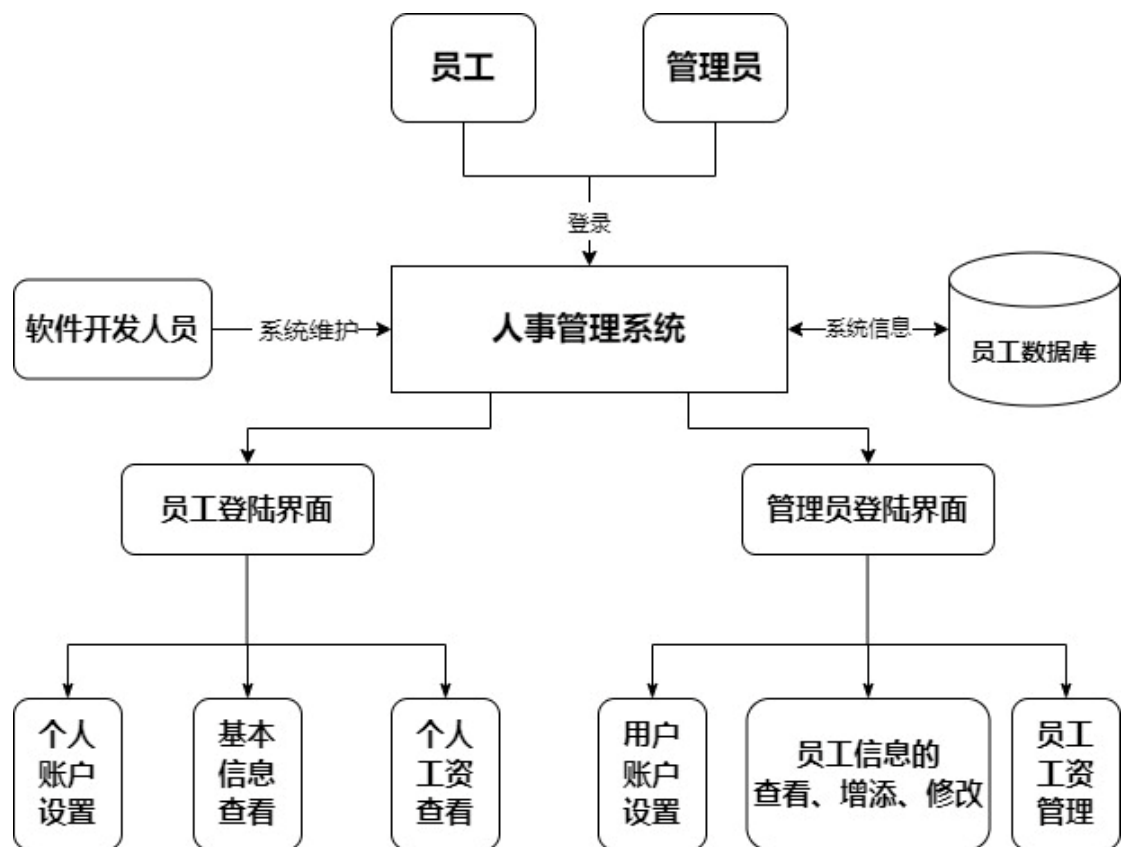 员工
管理员
登录
软件开发人员
系统维护
人事管理系统
系统信息
员工数据库
员工登陆界面
管理员登陆界面
个人
账户
设置
基本
信息
查看
个人
工资
查看
用户
账户
设置
员工信息的
查看、增添、修改
员工
工资
管理